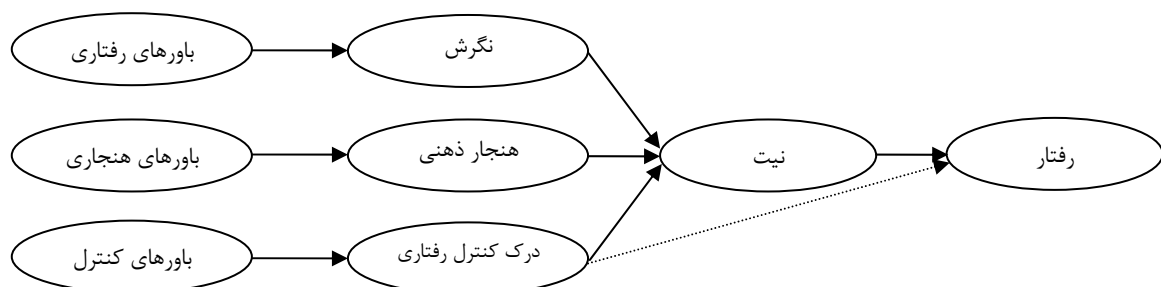 باورهای رفتاری
نگرش
باورهای هنجاری
هنجار ذهنی
نیت
رفتار
باورهای کنترل
درک کنترل رفتاری